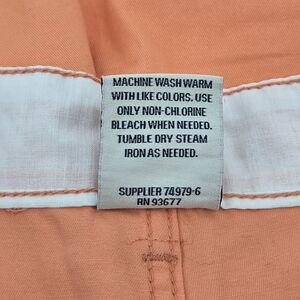 MACHINE WASH WARM
WITH LIKE COLORS. USE
ONLY NON-CHLORINE
BLEACH WHEN NEEDED.
TUMBLE DRY STEAM
IRON AS NEEDED.
SUPPLIER 74979-6
RN 93677